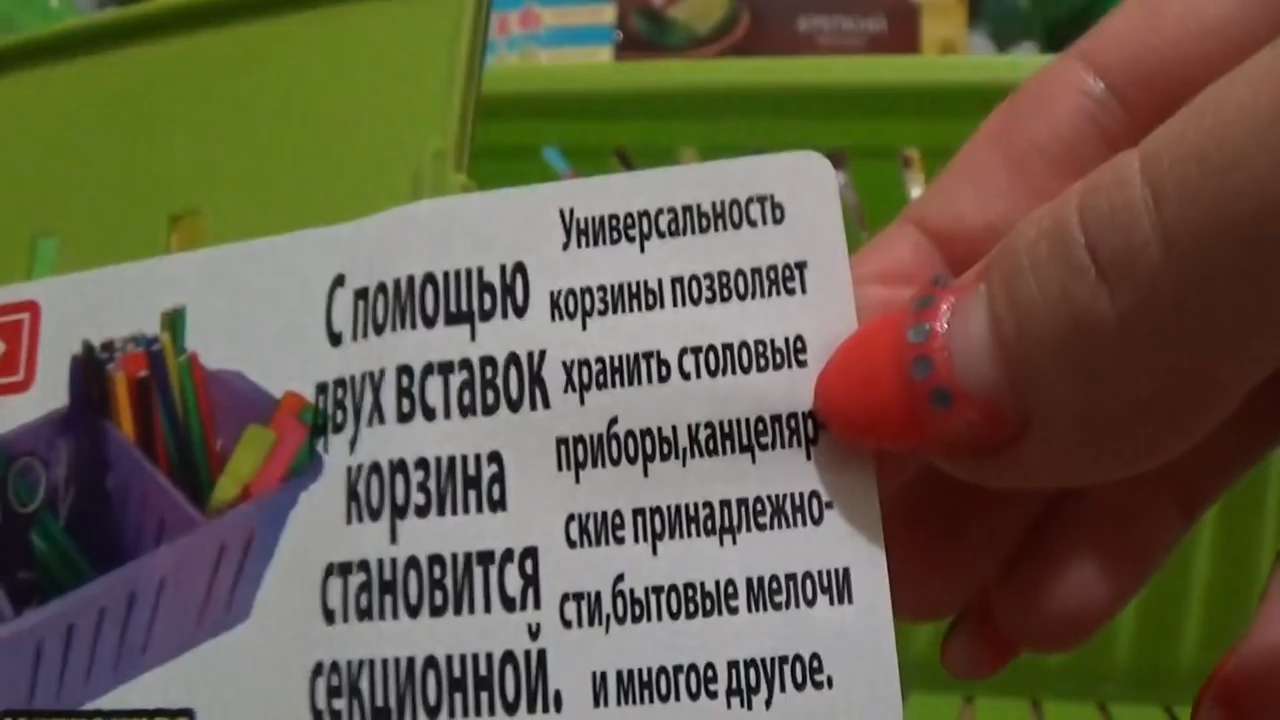 КРЕПКИЙ
С помощью
двух вставок
корзина
становится
секционной.
Универсальность
корзины позволяет
хранить столовые
приборы,канцеляр-
ские принадлежно-
сти,бытовые мелочи
и многое другое.